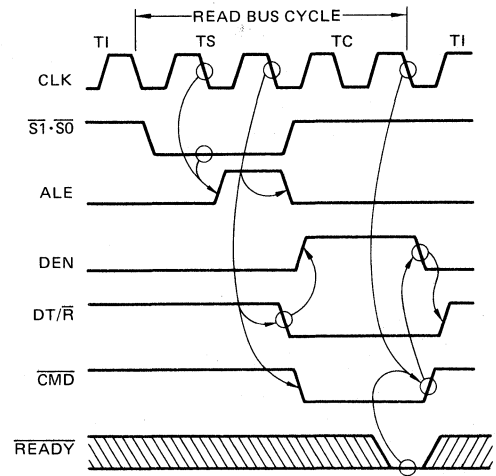 READ BUS CYCLE
TI TS TC TI
CLK
S1·S0
ALE
DEN
DT/R
CMD
READY